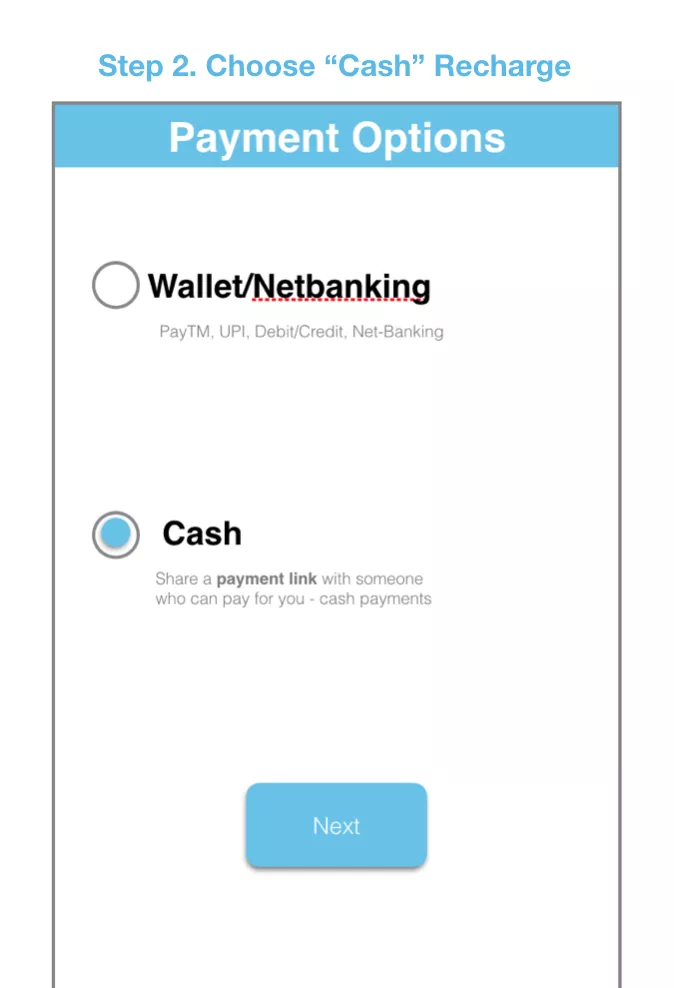 Step 2. Choose “Cash” Recharge
Payment Options
Wallet/Netbanking
PayTM, UPI, Debit/Credit, Net-Banking
Cash
Share a payment link with someone
who can pay for you - cash payments
Next